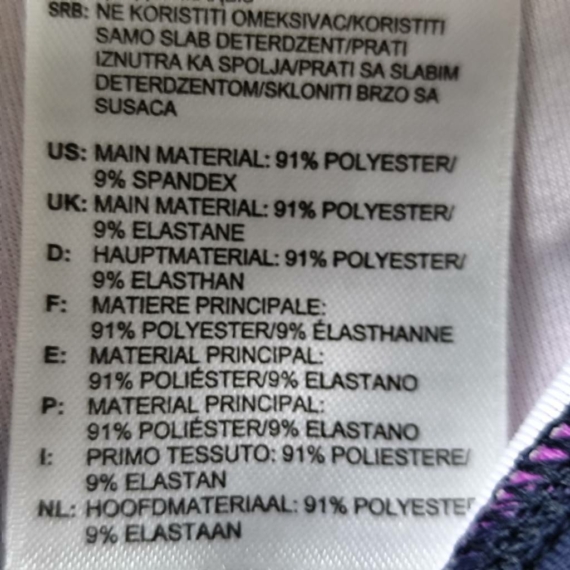 SRB: NE KORISTITI OMEKSIVAC/KORISTITI
SAMO SLAB DETERDZENT/PRATI
IZNUTRA KA SPOLJA/PRATI SA SLABIM
DETERDZENTOM/SKLONITI BRZO SA
SUSACA
US: MAIN MATERIAL: 91% POLYESTER/
9% SPANDEX
UK: MAIN MATERIAL: 91% POLYESTER/
9% ELASTANE
D: HAUPTMATERIAL: 91% POLYESTER/
9% ELASTHAN
F: MATIERE PRINCIPALE:
91% POLYESTER/9% ÉLASTHANNE
E: MATERIAL PRINCIPAL:
91% POLIÉSTER/9% ELASTANO
P: MATERIAL PRINCIPAL:
91% POLIÉSTER/9% ELASTANO
I: PRIMO TESSUTO: 91% POLIESTERE/
9% ELASTAN
NL: HOOFDMATERIAAL: 91% POLYESTER
9% ELASTAAN